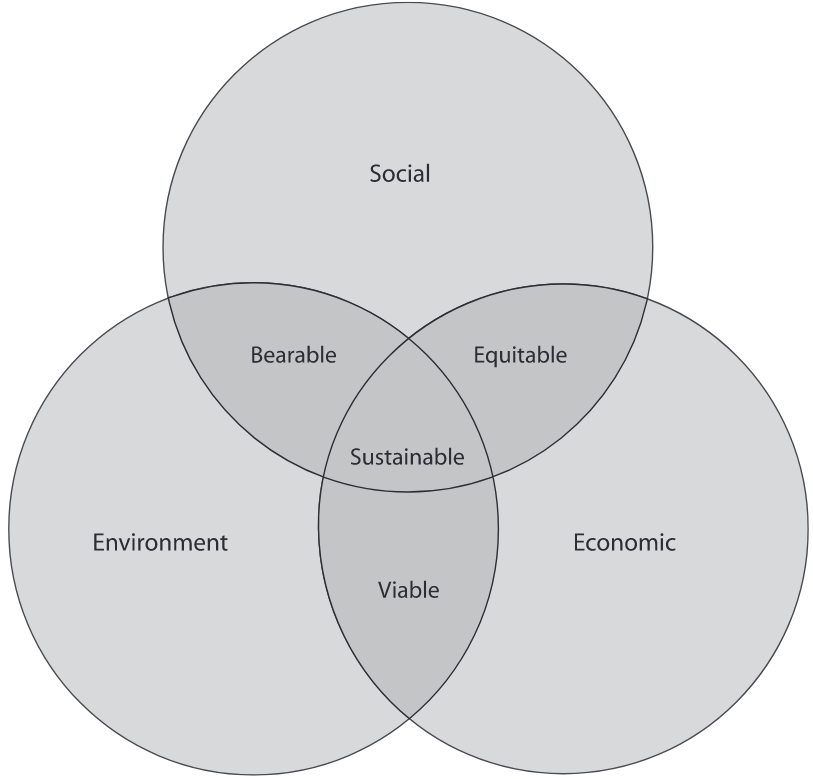 Social
Bearable
Equitable
Sustainable
Environment
Economic
Viable